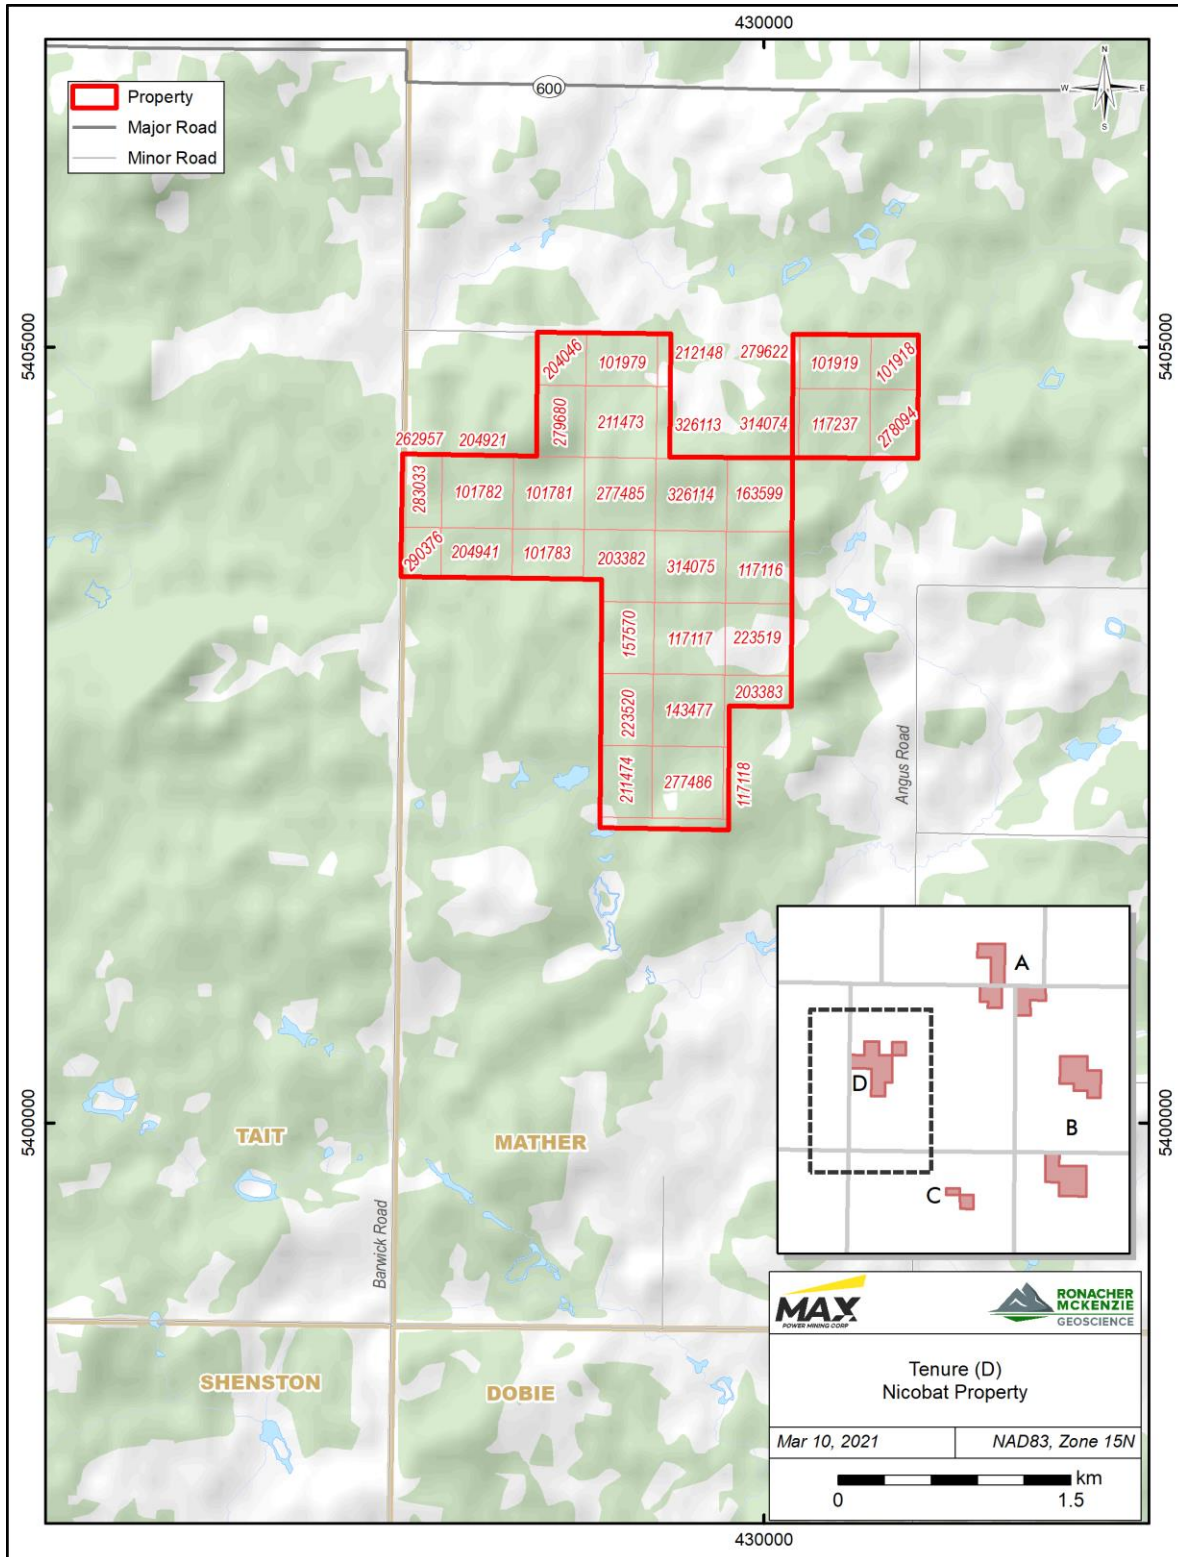 430000
N
W E
S
Property
Major Road
Minor Road
600
5405000
5405000
204046
101979
212148
279622
101919
101918
279680
211473
326113
314074
117237
278094
262957
204921
283033
101782
101781
277485
326114
163599
290376
204941
101783
203382
314075
117116
157570
117117
223519
223520
143477
203383
211474
277486
117118
Angus Road
Barwick Road
5400000
5400000
TAIT
MATHER
SHENSTON
DOBIE
A
D
B
C
MAX
POWER MINING CORP
RONACHER
MCKENZIE
GEOSCIENCE
Tenure (D)
Nicobat Property
Mar 10, 2021
NAD83, Zone 15N
km
0 1.5
430000